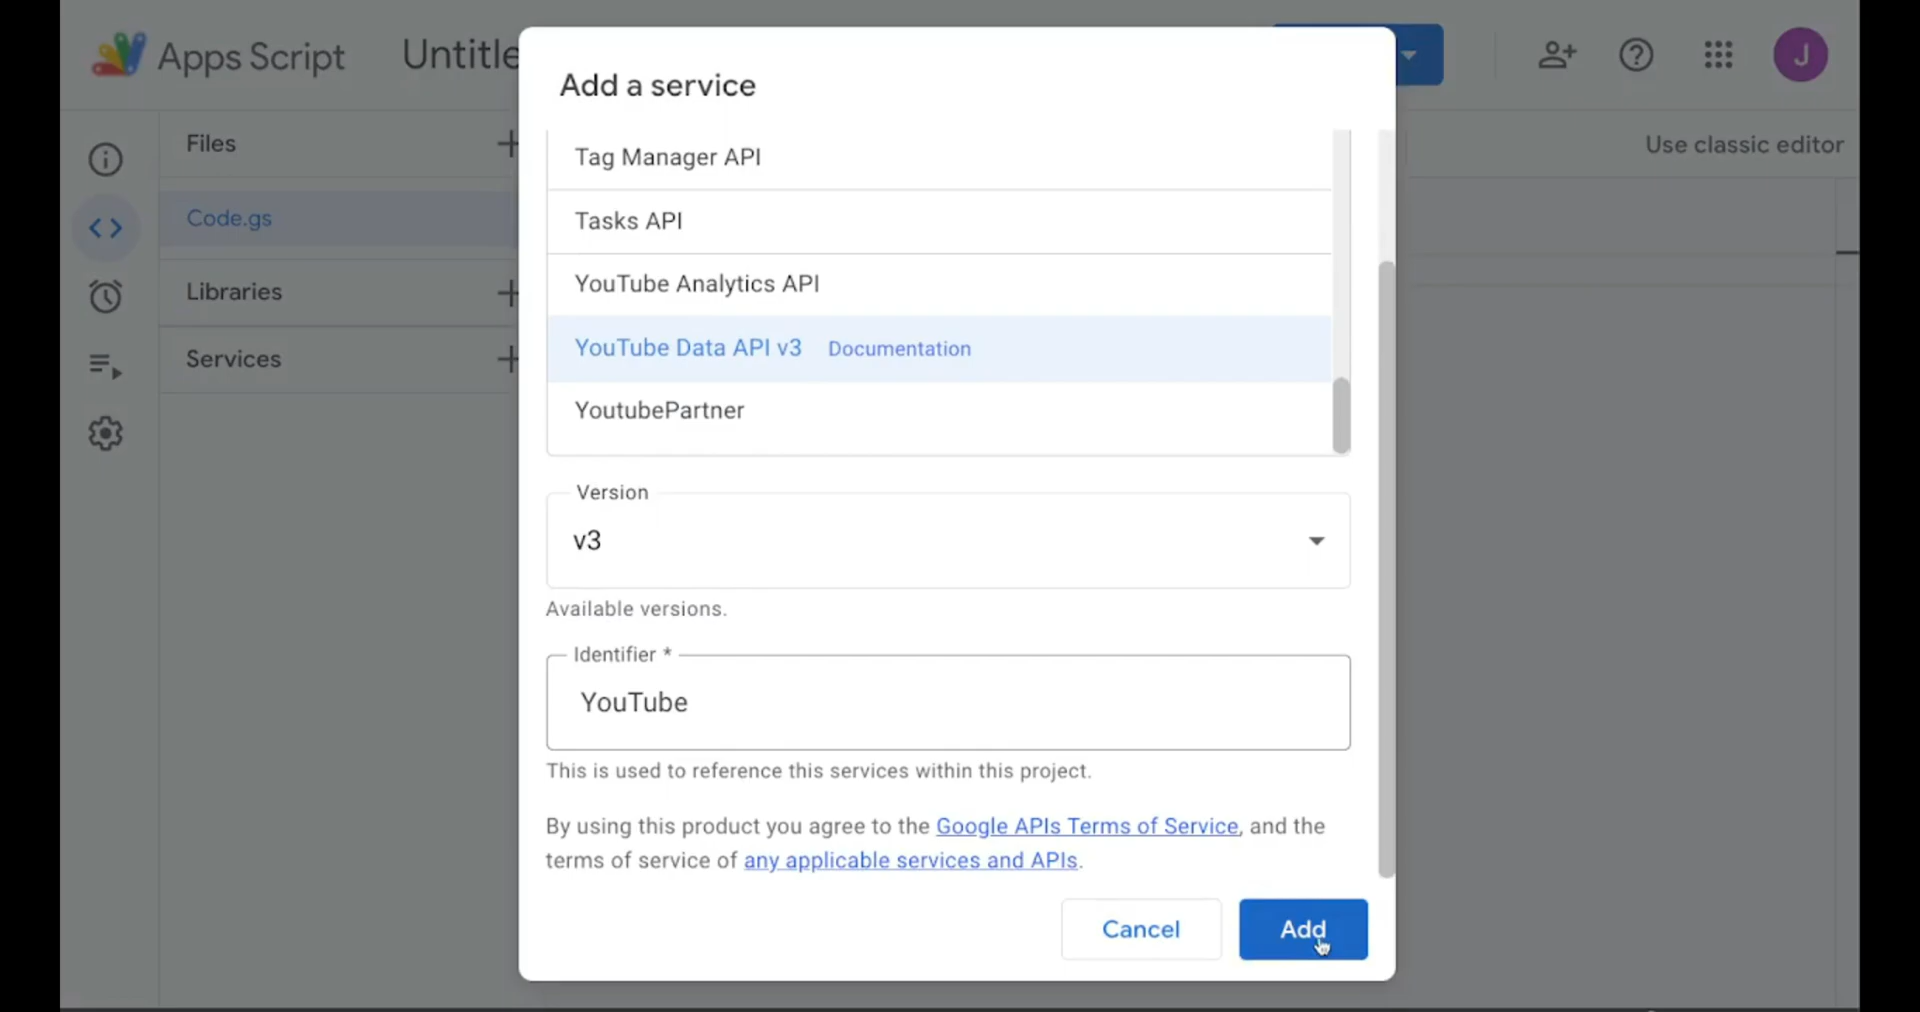 Apps Script
Untitle
J
Add a service
Files
Use classic editor
Tag Manager API
Code.gs
Tasks API
Libraries
YouTube Analytics API
Services
YouTube Data API v3 Documentation
YoutubePartner
Version
v3
Available versions.
Identifier *
YouTube
This is used to reference this services within this project.
By using this product you agree to the Google APIs Terms of Service, and the
terms of service of any applicable services and APIs.
Cancel
Add